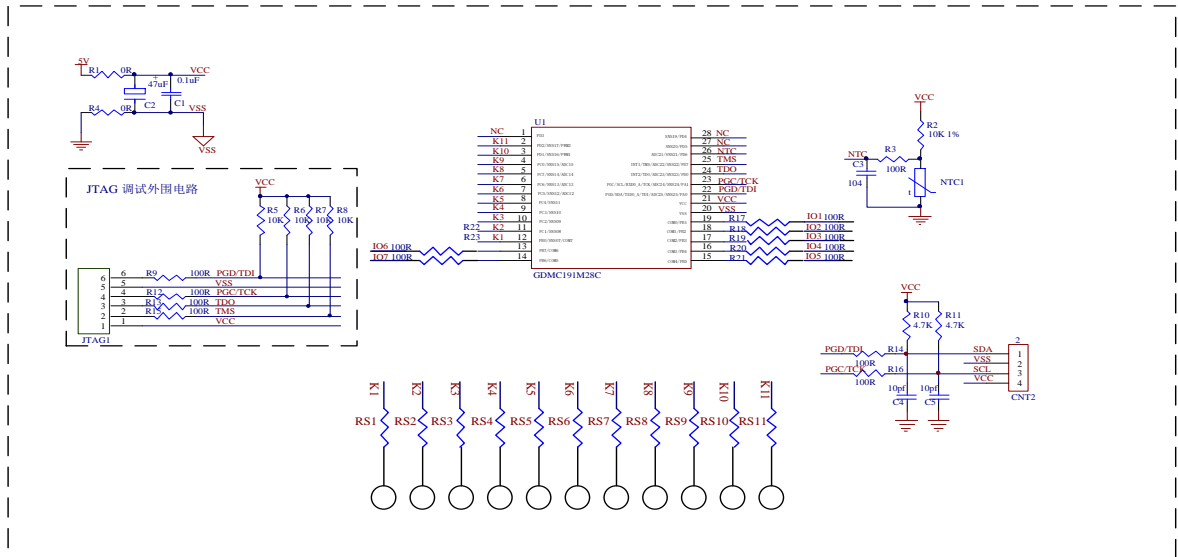 5V
R1 0R VCC
+
47uF 0.1uF
C2 C1
R4 0R VSS
VSS
JTAG 调试外围电路
VCC
R5 R6 R7 R8
10K 10K 10K 10K
6 R9 100R PGD/TDI
5 VSS
4 R12 100R PGC/TCK
3 R13 100R TDO
2 R15 100R TMS
1 VCC
6
5
4
3
2
1
JTAG1
U1
NC 1
K11 2
K10 3
K9 4
K8 5
K7 6
K6 7
K5 8
K4 9
K3 10
R22 K2 11
R23 K1 12
IO6 100R 13
IO7 100R 14
28 NC
27 NC
26 NTC
25 TMS
24 TDO
23 PGC/TCK
22 PGD/TDI
21 VCC
20 VSS
19 R17 IO1 100R
18 R18 IO2 100R
17 R19 IO3 100R
16 R20 IO4 100R
15 R21 IO5 100R
GDMC191M28C
VCC
R2
10K 1%
NTC R3
C3 100R
104 t NTC1
VCC
R10 R11
4.7K 4.7K
PGD/TDI R14 SDA
100R VSS
PGC/TCK R16 SCL
100R VCC
10pf 10pf
C4 C5
2
1
2
3
4
CNT2
K1 K2 K3 K4 K5 K6 K7 K8 K9 K10 K11
RS1 RS2 RS3 RS4 RS5 RS6 RS7 RS8 RS9 RS10 RS11